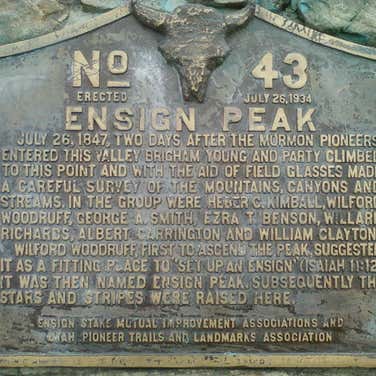 No 43
ERECTED JULY 26, 1934
ENSIGN PEAK
JULY 26, 1847, TWO DAYS AFTER THE MORMON PIONEERS
ENTERED THIS VALLEY BRIGHAM YOUNG AND PARTY CLIMBED
TO THIS POINT AND WITH THE AID OF FIELD GLASSES MADE
A CAREFUL SURVEY OF THE MOUNTAINS, CANYONS AND
STREAMS. IN THE GROUP WERE HEBER C. KIMBALL, WILFORD
WOODRUFF, GEORGE A. SMITH, EZRA T. BENSON, WILLARD
RICHARDS, ALBERT CARRINGTON AND WILLIAM CLAYTON.
WILFORD WOODRUFF, FIRST TO ASCEND THE PEAK, SUGGESTED
IT AS A FITTING PLACE TO "SET UP AN ENSIGN" (ISAIAH 11:12)
IT WAS THEN NAMED ENSIGN PEAK. SUBSEQUENTLY THE
STARS AND STRIPES WERE RAISED HERE.
ENSIGN STAKE MUTUAL IMPROVEMENT ASSOCIATIONS AND
UTAH PIONEER TRAILS AND LANDMARKS ASSOCIATION